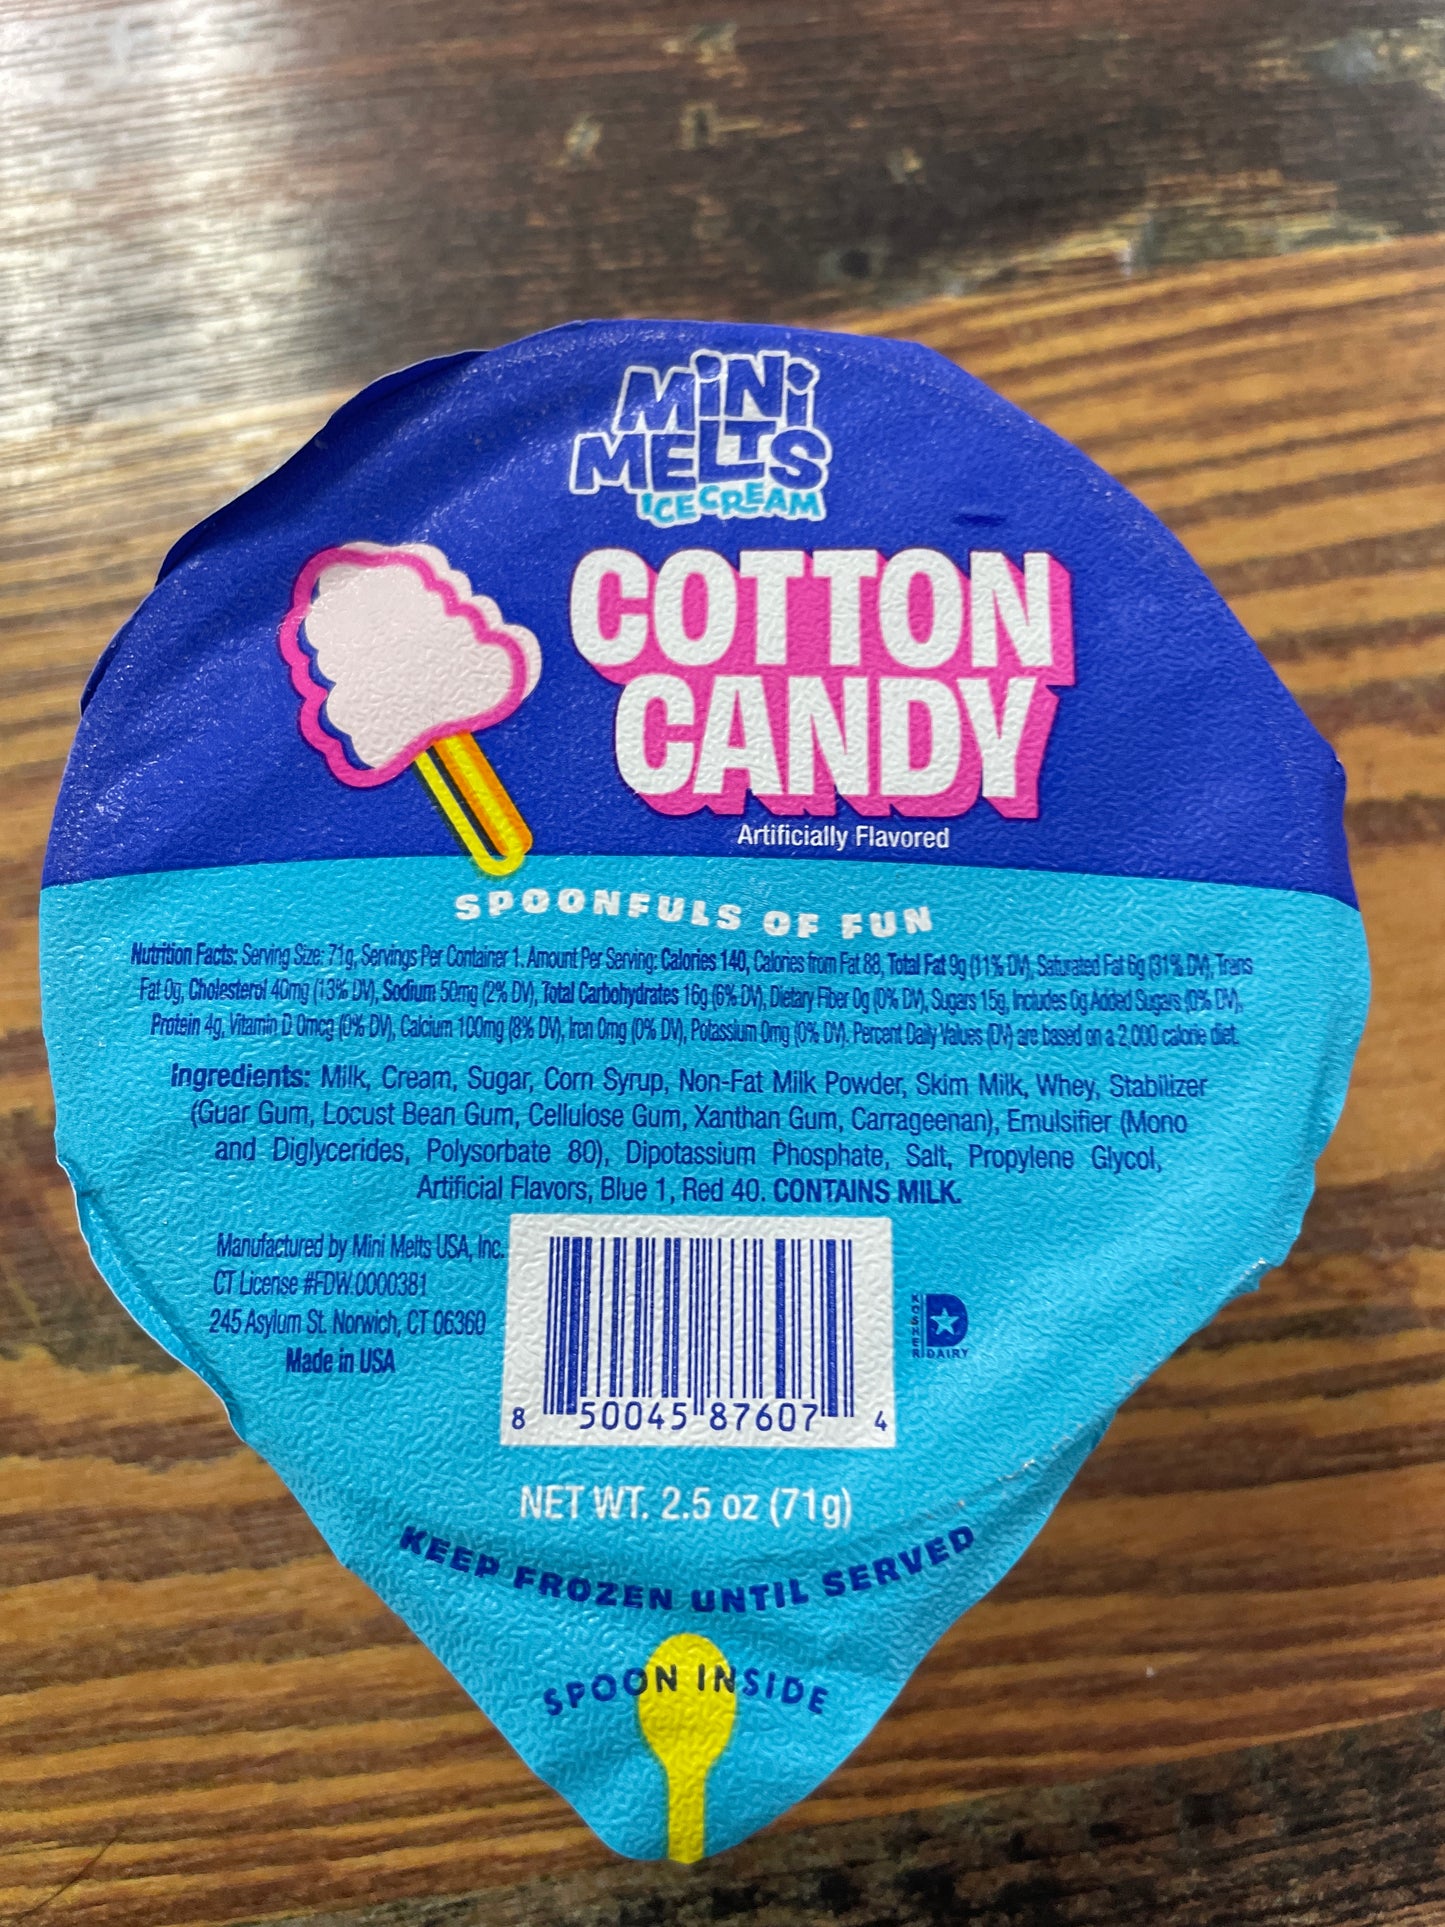 MiNi
MELTS
ICE CREAM
COTTON
CANDY
Artificially Flavored
SPOONFULS OF FUN
Nutrition Facts: Serving Size: 71g, Servings Per Container 1. Amount Per Serving: Calories 140, Calories from Fat 88, Total Fat 9g (11% DV), Saturated Fat 6g (31% DV), Trans
Fat 0g, Cholesterol 40mg (13% DV), Sodium 50mg (2% DV), Total Carbohydrates 16g (6% DV), Dietary Fiber 0g (0% DV), Sugars 15g, Includes 0g Added Sugars (0% DV),
Protein 4g, Vitamin D 0mcg (0% DV), Calcium 100mg (8% DV), Iron 0mg (0% DV), Potassium 0mg (0% DV). Percent Daily Values (DV) are based on a 2,000 calorie diet.
Ingredients: Milk, Cream, Sugar, Corn Syrup, Non-Fat Milk Powder, Skim Milk, Whey, Stabilizer
(Guar Gum, Locust Bean Gum, Cellulose Gum, Xanthan Gum, Carrageenan), Emulsifier (Mono
and Diglycerides, Polysorbate 80), Dipotassium Phosphate, Salt, Propylene Glycol,
Artificial Flavors, Blue 1, Red 40. CONTAINS MILK.
Manufactured by Mini Melts USA, Inc.
CT License #FDW.0000381
245 Asylum St. Norwich, CT 06360
Made in USA
8 50045 87607 4
KOSHER
D
DAIRY
NET WT. 2.5 oz (71g)
KEEP FROZEN UNTIL SERVED
SPOON INSIDE